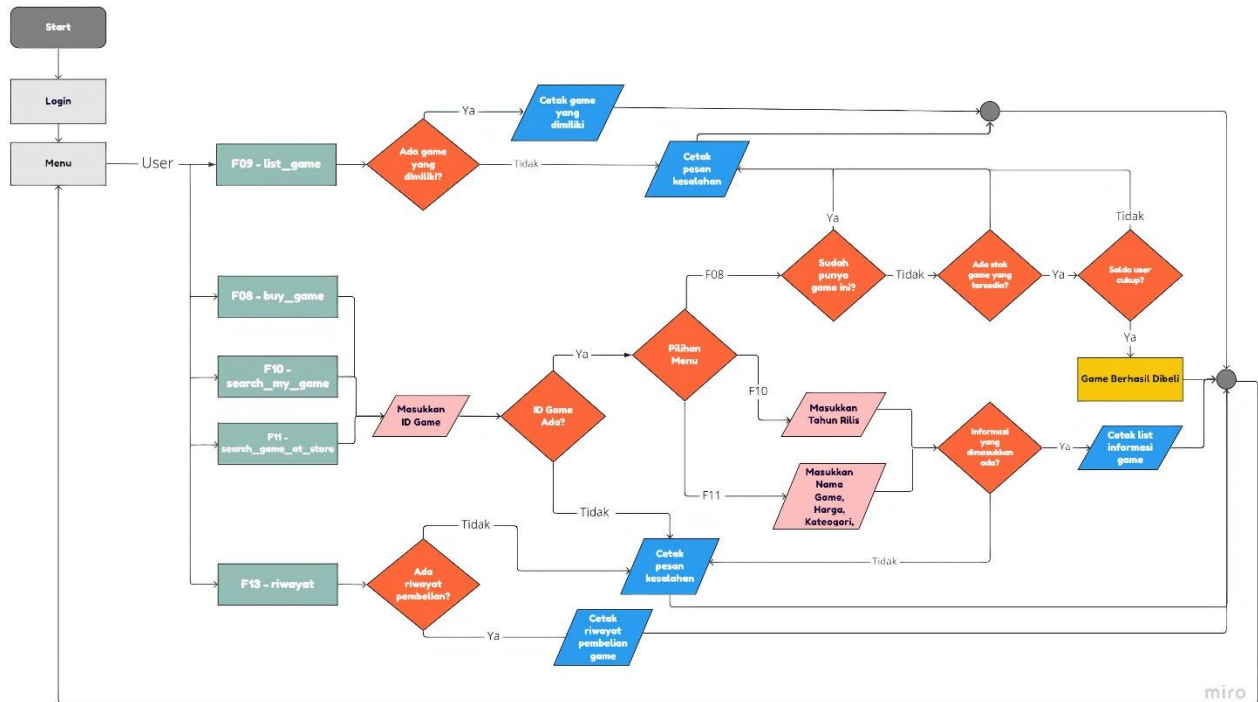 Start
Login
Menu
User
F09 - list_game
Ada game
yang
dimiliki?
Ya
Cetak game
yang
dimiliki
Tidak
Cetak
pesan
kesalahan
F08 - buy_game
F10 -
search_my_game
F11 -
search_game_at_store
Masukkan
ID Game
ID Game
Ada?
Ya
Tidak
Pilihan
Menu
F08
F10
F11
Sudah
punya
game ini?
Ya
Tidak
Ada stok
game yang
tersedia?
Ya
Saldo user
cukup?
Tidak
Ya
Game Berhasil Dibeli
Masukkan
Tahun Rilis
Masukkan
Nama
Game,
Harga,
Kateogori,
Informasi
yang
dimasukkan
ada?
Ya
Cetak list
informasi
game
Tidak
Cetak
pesan
kesalahan
F13 - riwayat
Ada
riwayat
pembelian?
Tidak
Ya
Cetak
riwayat
pembelian
game
miro